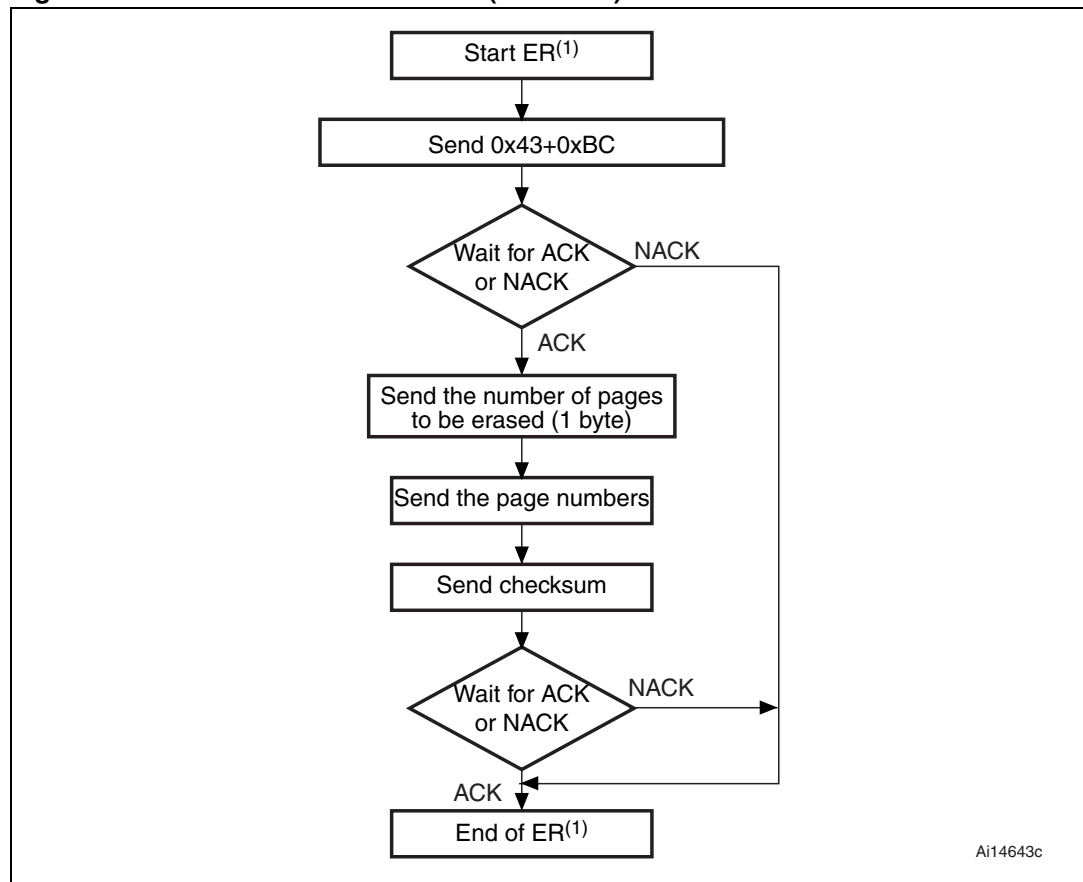 Start ER(1)
Send 0x43+0xBC
Wait for ACK
or NACK
NACK
ACK
Send the number of pages
to be erased (1 byte)
Send the page numbers
Send checksum
Wait for ACK
or NACK
NACK
ACK
End of ER(1)
Ai14643c